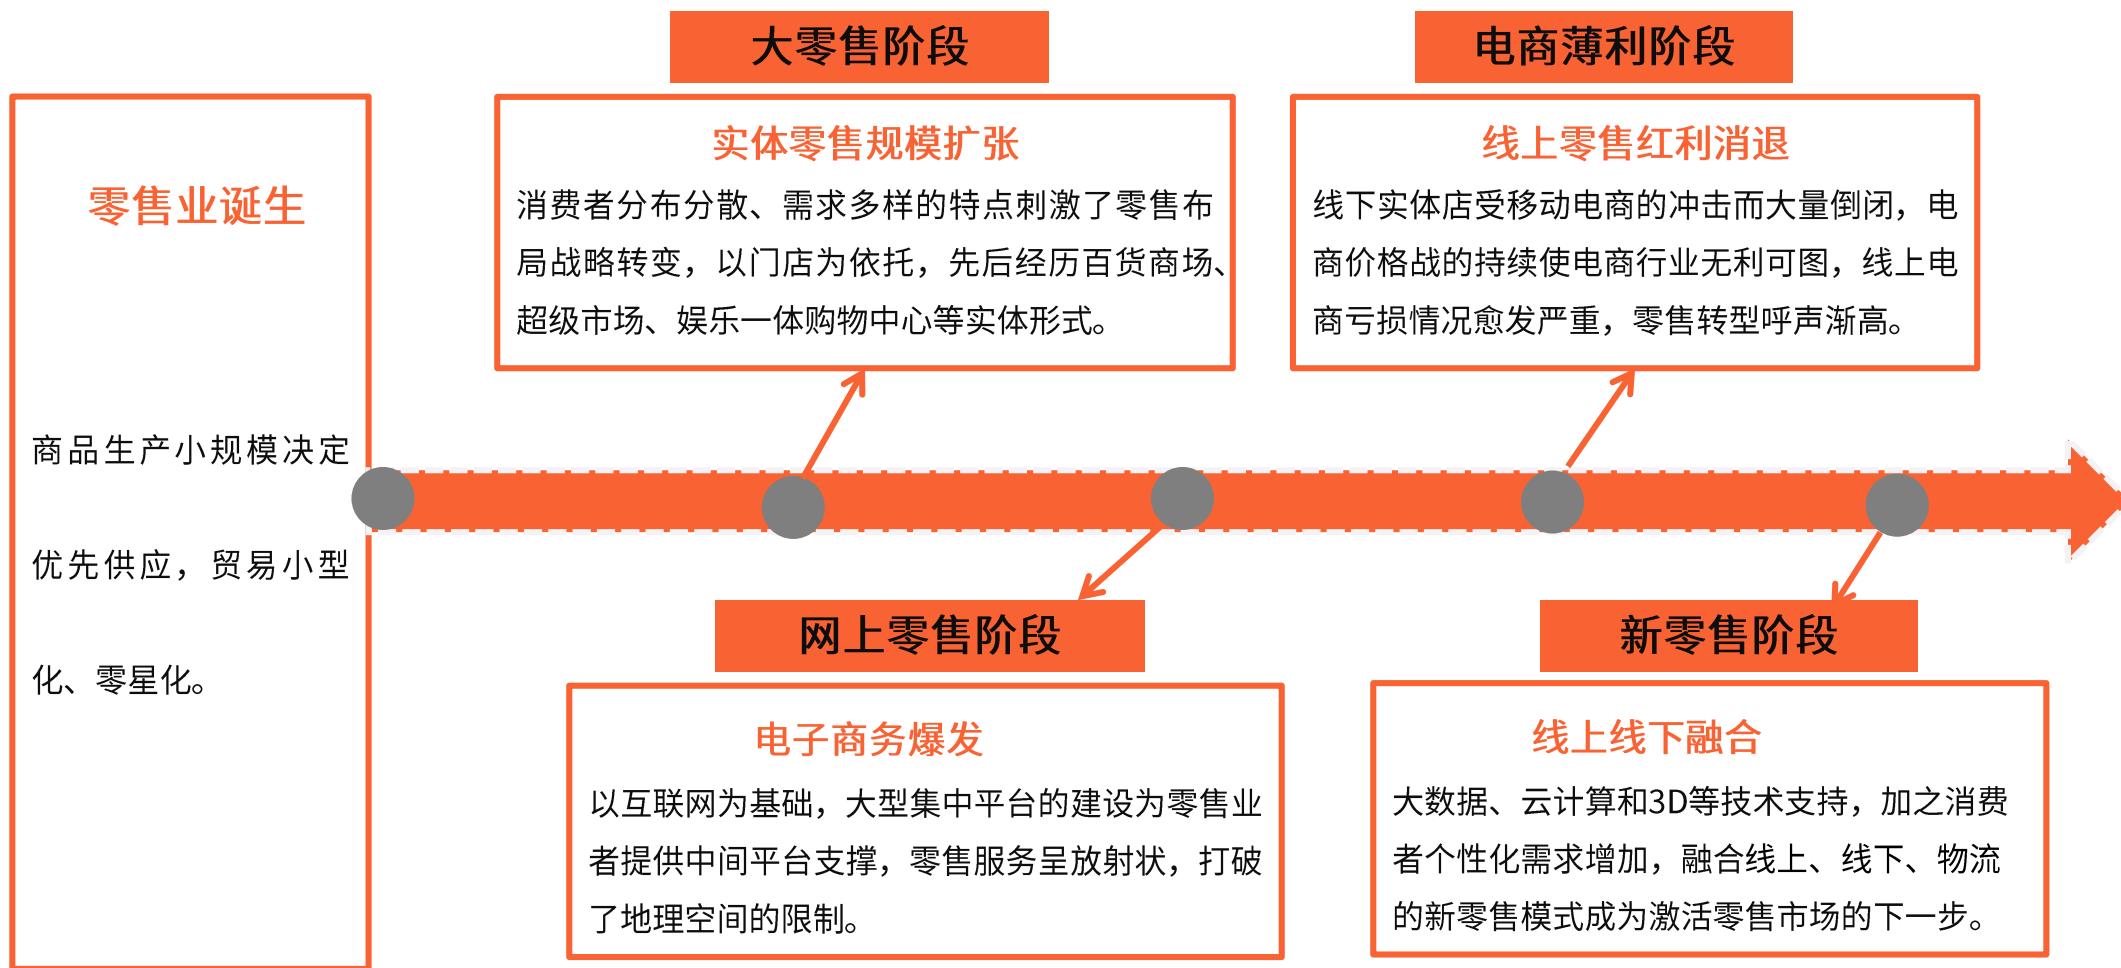 零售业诞生
商品生产小规模决定
优先供应，贸易小型
化、零星化。
大零售阶段
实体零售规模扩张
消费者分布分散、需求多样的特点刺激了零售布
局战略转变，以门店为依托，先后经历百货商场、
超级市场、娱乐一体购物中心等实体形式。
网上零售阶段
电子商务爆发
以互联网为基础，大型集中平台的建设为零售业
者提供中间平台支撑，零售服务呈放射状，打破
了地理空间的限制。
电商薄利阶段
线上零售红利消退
线下实体店受移动电商的冲击而大量倒闭，电
商价格战的持续使电商行业无利可图，线上电
商亏损情况愈发严重，零售转型呼声渐高。
新零售阶段
线上线下融合
大数据、云计算和3D等技术支持，加之消费
者个性化需求增加，融合线上、线下、物流
的新零售模式成为激活零售市场的下一步。